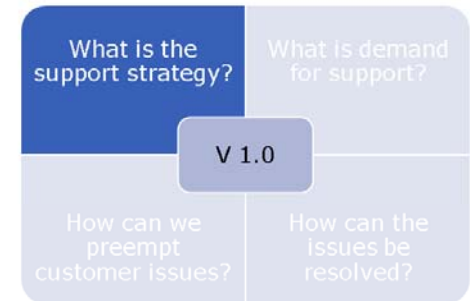 What is the
support strategy?
What is demand
for support?
V 1.0
How can we
preempt
customer issues?
How can the
issues be
resolved?